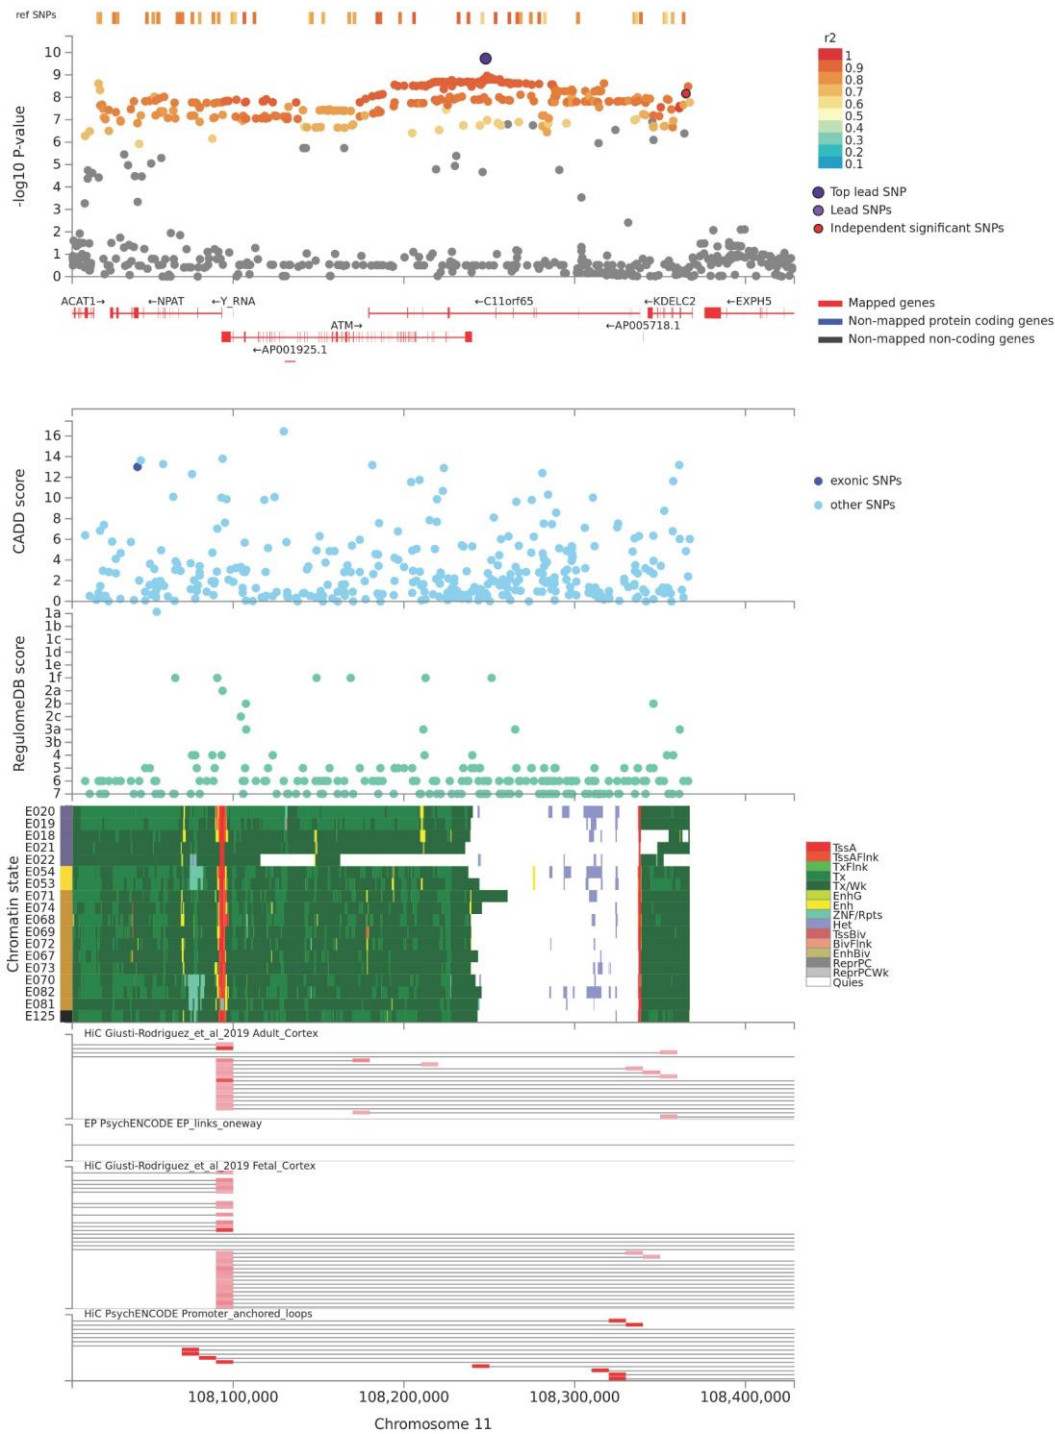 ref SNPs
10
9
8
7
6
5
4
3
2
1
0
-log10 P-value
r2
1
0.9
0.8
0.7
0.6
0.5
0.4
0.3
0.2
0.1
Top lead SNP
Lead SNPs
Independent significant SNPs
ACAT1→ ←NPAT ←Y_RNA ←C11orf65 ←KDELC2 ←EXPH5
ATM→ ←AP005718.1
←AP001925.1
Mapped genes
Non-mapped protein coding genes
Non-mapped non-coding genes
16
14
12
10
8
6
4
2
0
CADD score
exonic SNPs
other SNPs
1a
1b
1c
1d
1e
1f
2a
2b
2c
3a
3b
4
5
6
7
RegulomeDB score
E020
E019
E018
E021
E022
E054
E053
E071
E074
E068
E069
E072
E067
E073
E070
E082
E081
E125
Chromatin state
TssA
TssAFlnk
TxFlnk
Tx
Tx/Wk
EnhG
Enh
ZNF/Rpts
Het
TssBiv
BivFlnk
EnhBiv
ReprPC
ReprPCWk
Quies
HiC Giusti-Rodriguez_et_al_2019 Adult_Cortex
EP PsychENCODE EP_links_oneway
HiC Giusti-Rodriguez_et_al_2019 Fetal_Cortex
HiC PsychENCODE Promoter_anchored_loops
108,100,000 108,200,000 108,300,000 108,400,000
Chromosome 11